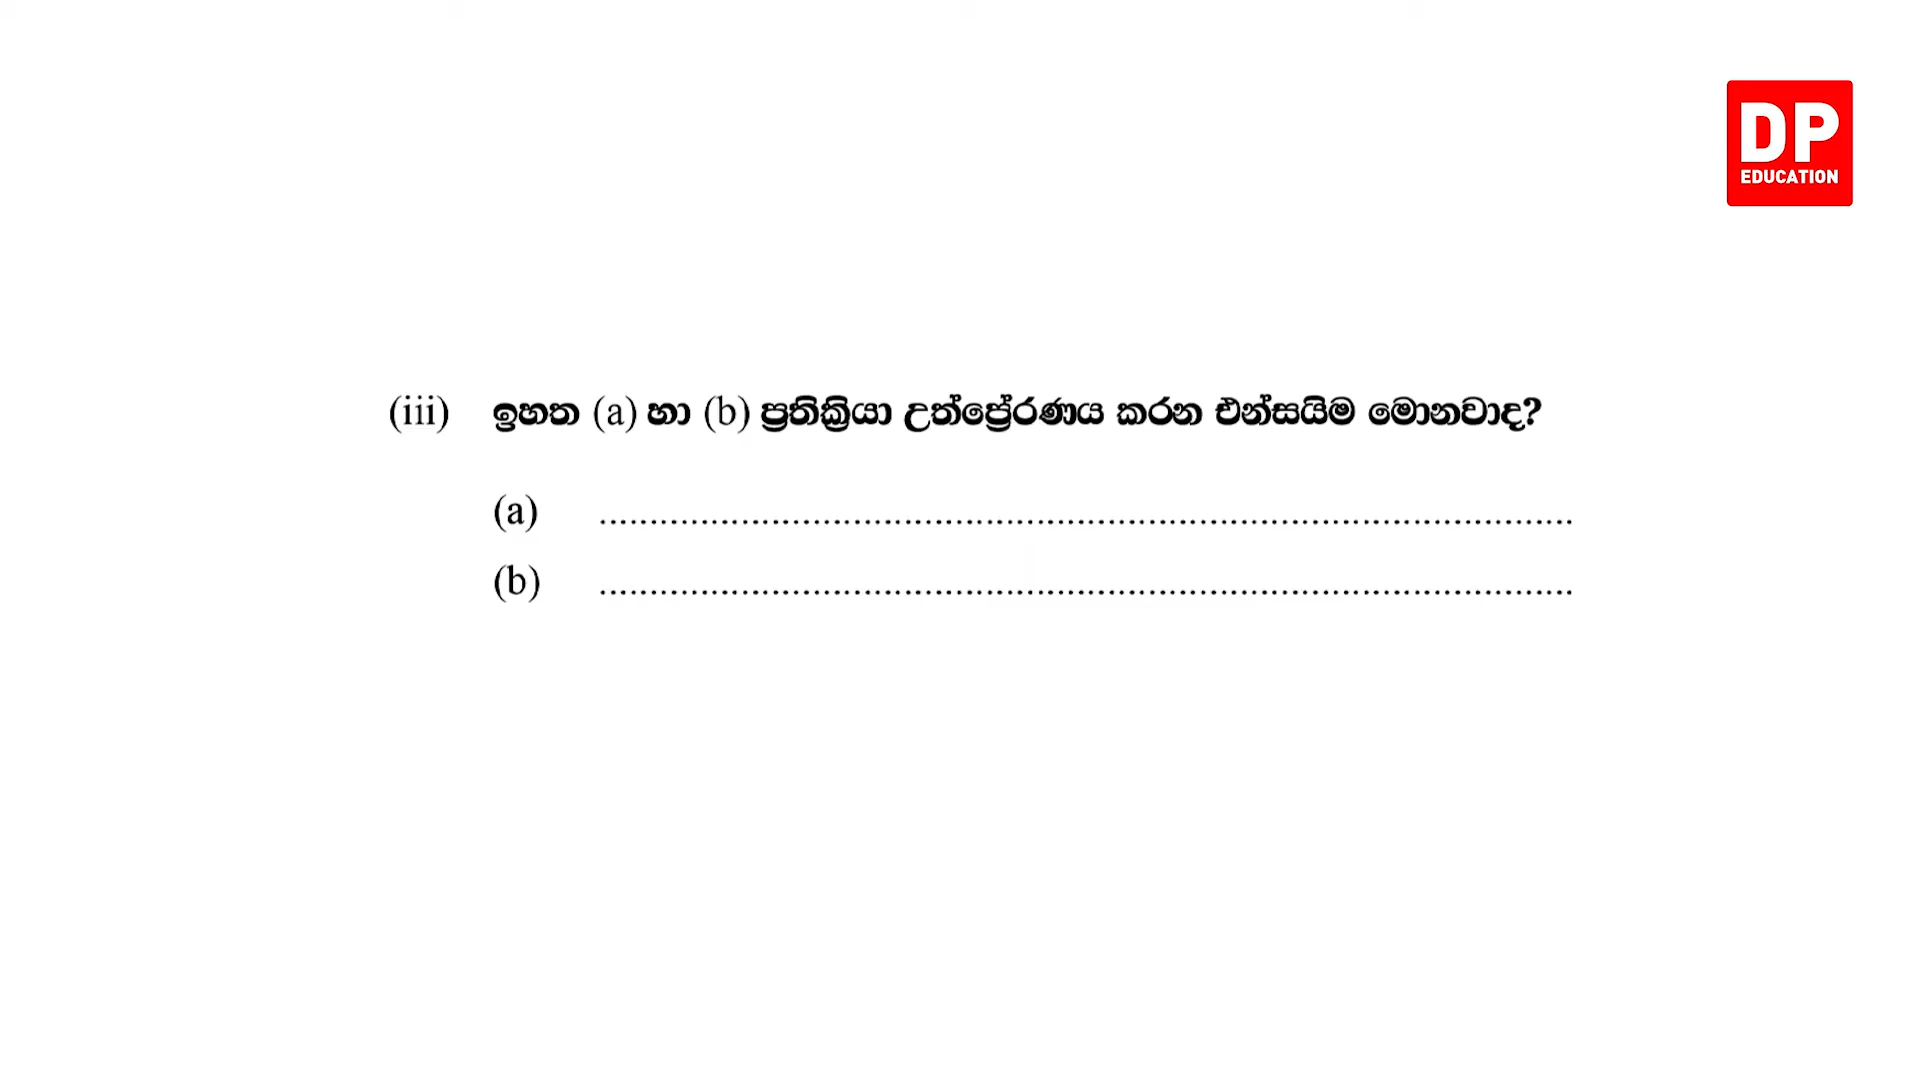 DP
EDUCATION
(iii) ඉහත (a) හා (b) ප්‍රතික්‍රියා උත්ප්‍රේරණය කරන එන්සයිම මොනවාද?
(a) ................................................................................................
(b) ................................................................................................